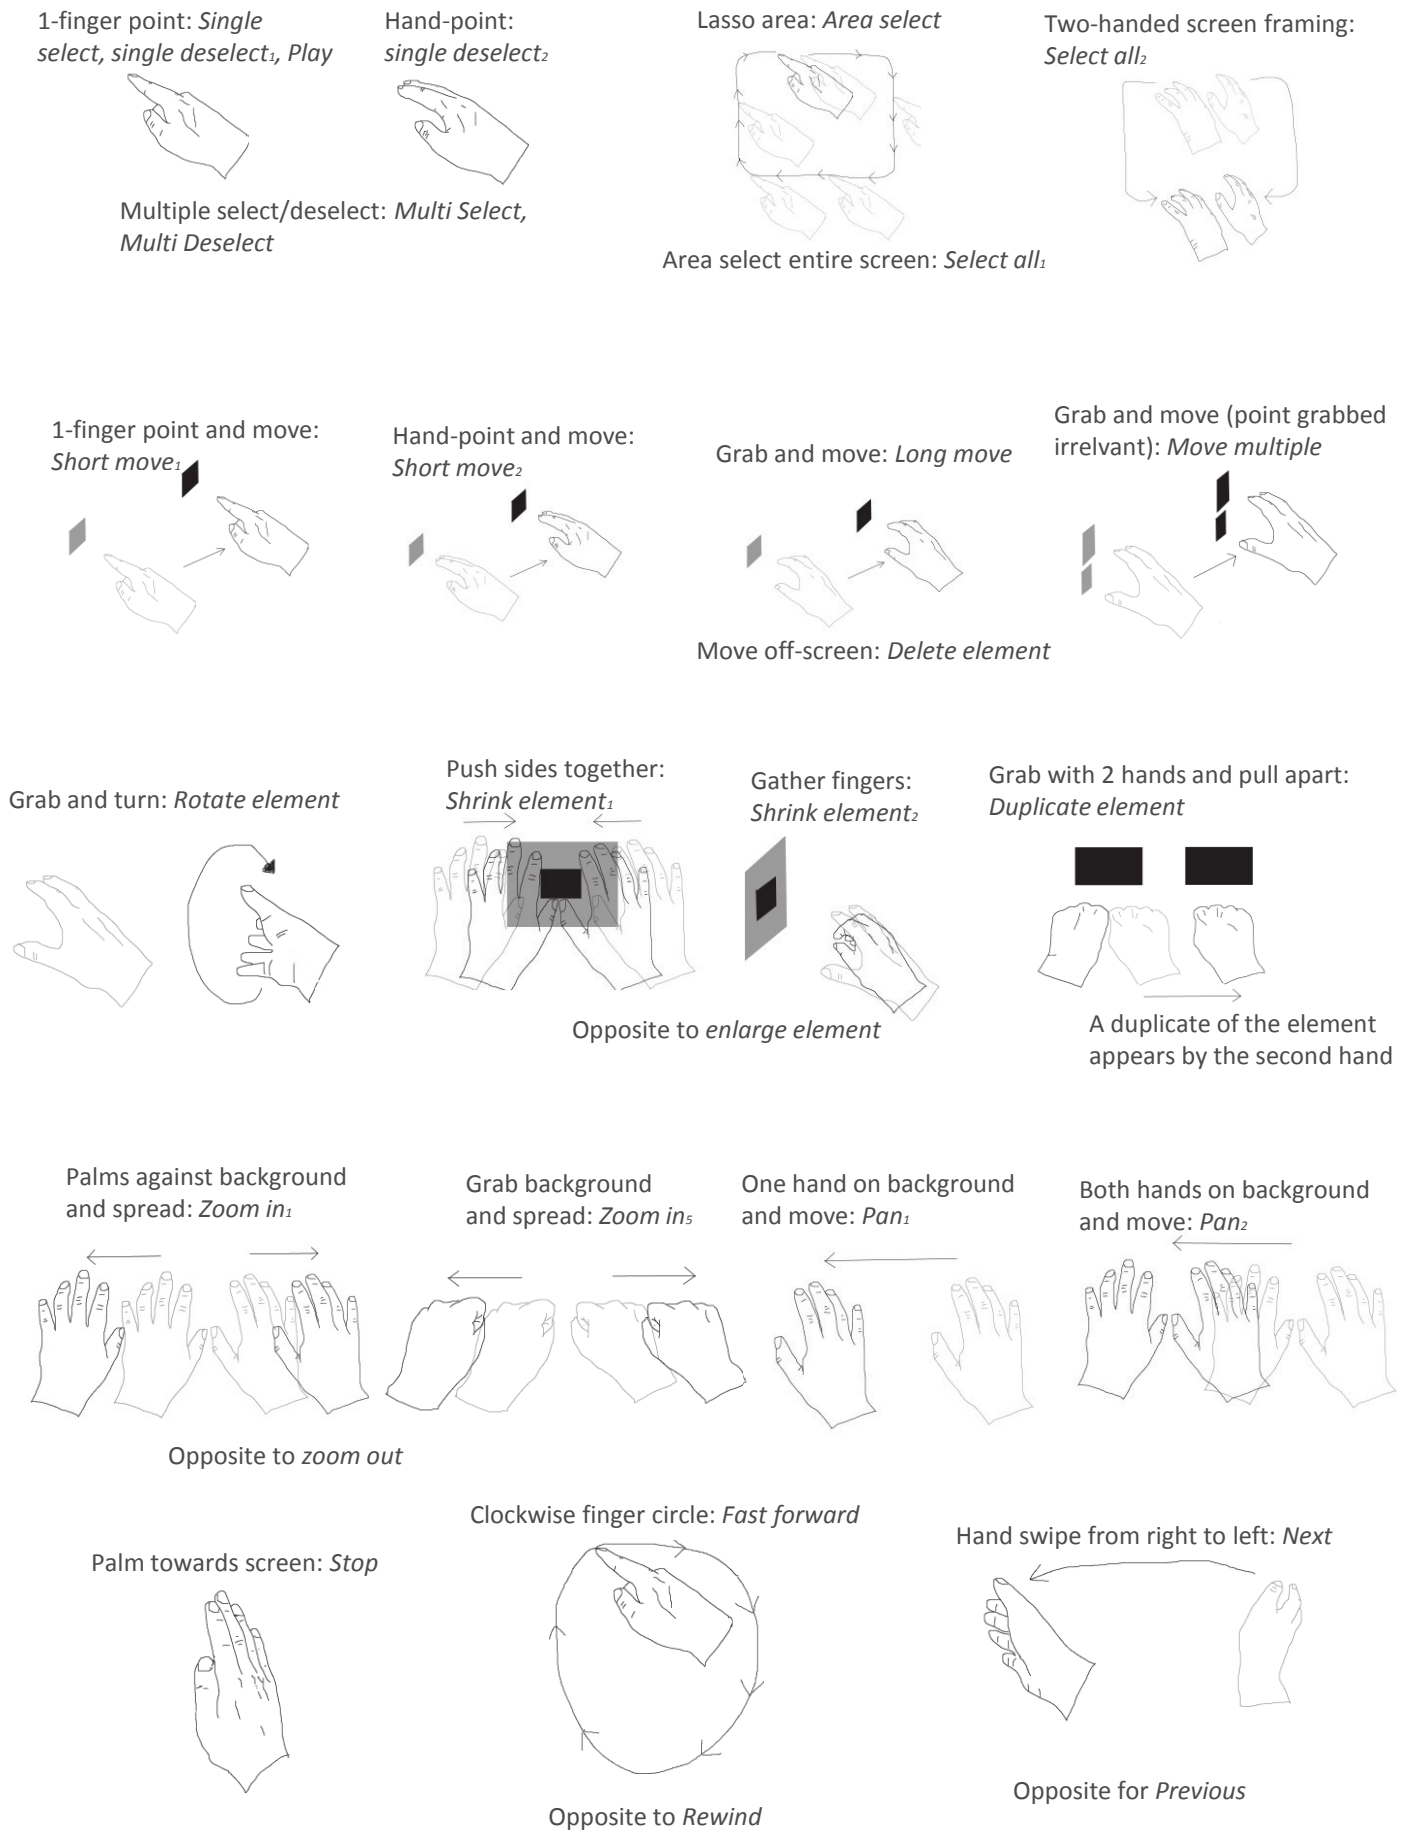 1-finger point: Single
select, single deselect₁, Play
Hand-point:
single deselect₂
Multiple select/deselect: Multi Select,
Multi Deselect
Lasso area: Area select
Area select entire screen: Select all₁
Two-handed screen framing:
Select all₂
1-finger point and move:
Short move₁
Hand-point and move:
Short move₂
Grab and move: Long move
Move off-screen: Delete element
Grab and move (point grabbed
irrelvant): Move multiple
Grab and turn: Rotate element
Push sides together:
Shrink element₁
Gather fingers:
Shrink element₂
Opposite to enlarge element
Grab with 2 hands and pull apart:
Duplicate element
A duplicate of the element
appears by the second hand
Palms against background
and spread: Zoom in₁
Opposite to zoom out
Grab background
and spread: Zoom in₅
One hand on background
and move: Pan₁
Both hands on background
and move: Pan₂
Palm towards screen: Stop
Clockwise finger circle: Fast forward
Opposite to Rewind
Hand swipe from right to left: Next
Opposite for Previous